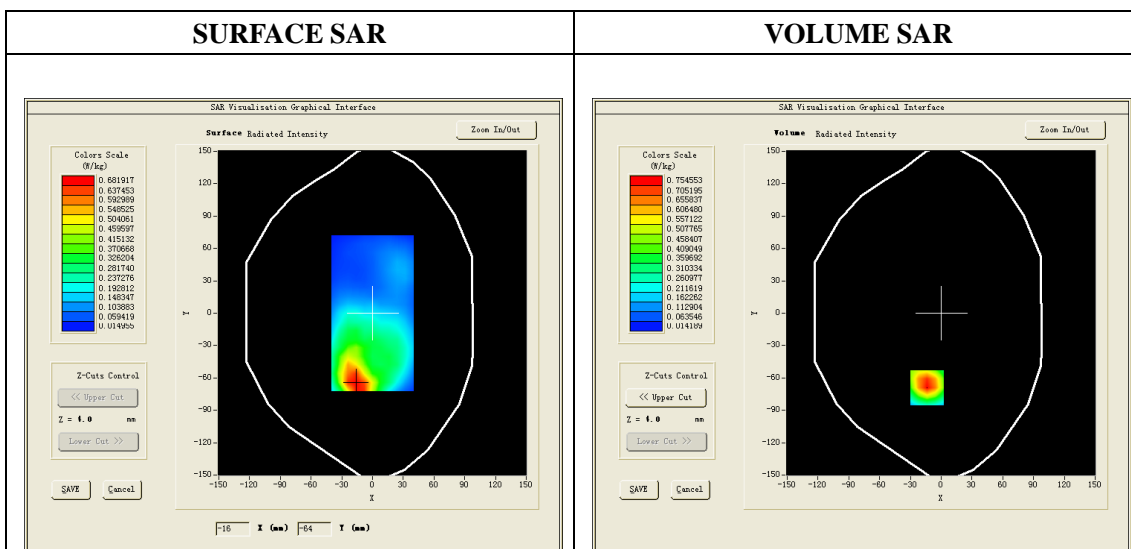 SURFACE SAR
VOLUME SAR
SAR Visualisation Graphical Interface
Surface Radiated Intensity
Zoom In/Out
Colors Scale
(W/kg)
0.681917
0.637453
0.592989
0.548525
0.504061
0.459597
0.415132
0.370668
0.326204
0.281740
0.237276
0.192812
0.148347
0.103883
0.059419
0.014955
150
120
90
60
30
0
-30
-60
-90
-120
-150
Y
-150 -120 -90 -60 -30 0 30 60 90 120 150
X
Z-Cuts Control
<< Upper Cut
Z = 4.0 mm
Lower Cut >>
SAVE Cancel
-16 X (mm) -64 Y (mm)
SAR Visualisation Graphical Interface
Volume Radiated Intensity
Zoom In/Out
Colors Scale
(W/kg)
0.754553
0.705195
0.655837
0.606480
0.557122
0.507765
0.458407
0.409049
0.359692
0.310334
0.260977
0.211619
0.162262
0.112904
0.063546
0.014189
150
120
90
60
30
0
-30
-60
-90
-120
-150
Y
-150 -120 -90 -60 -30 0 30 60 90 120 150
X
Z-Cuts Control
<< Upper Cut
Z = 4.0 mm
Lower Cut >>
SAVE Cancel